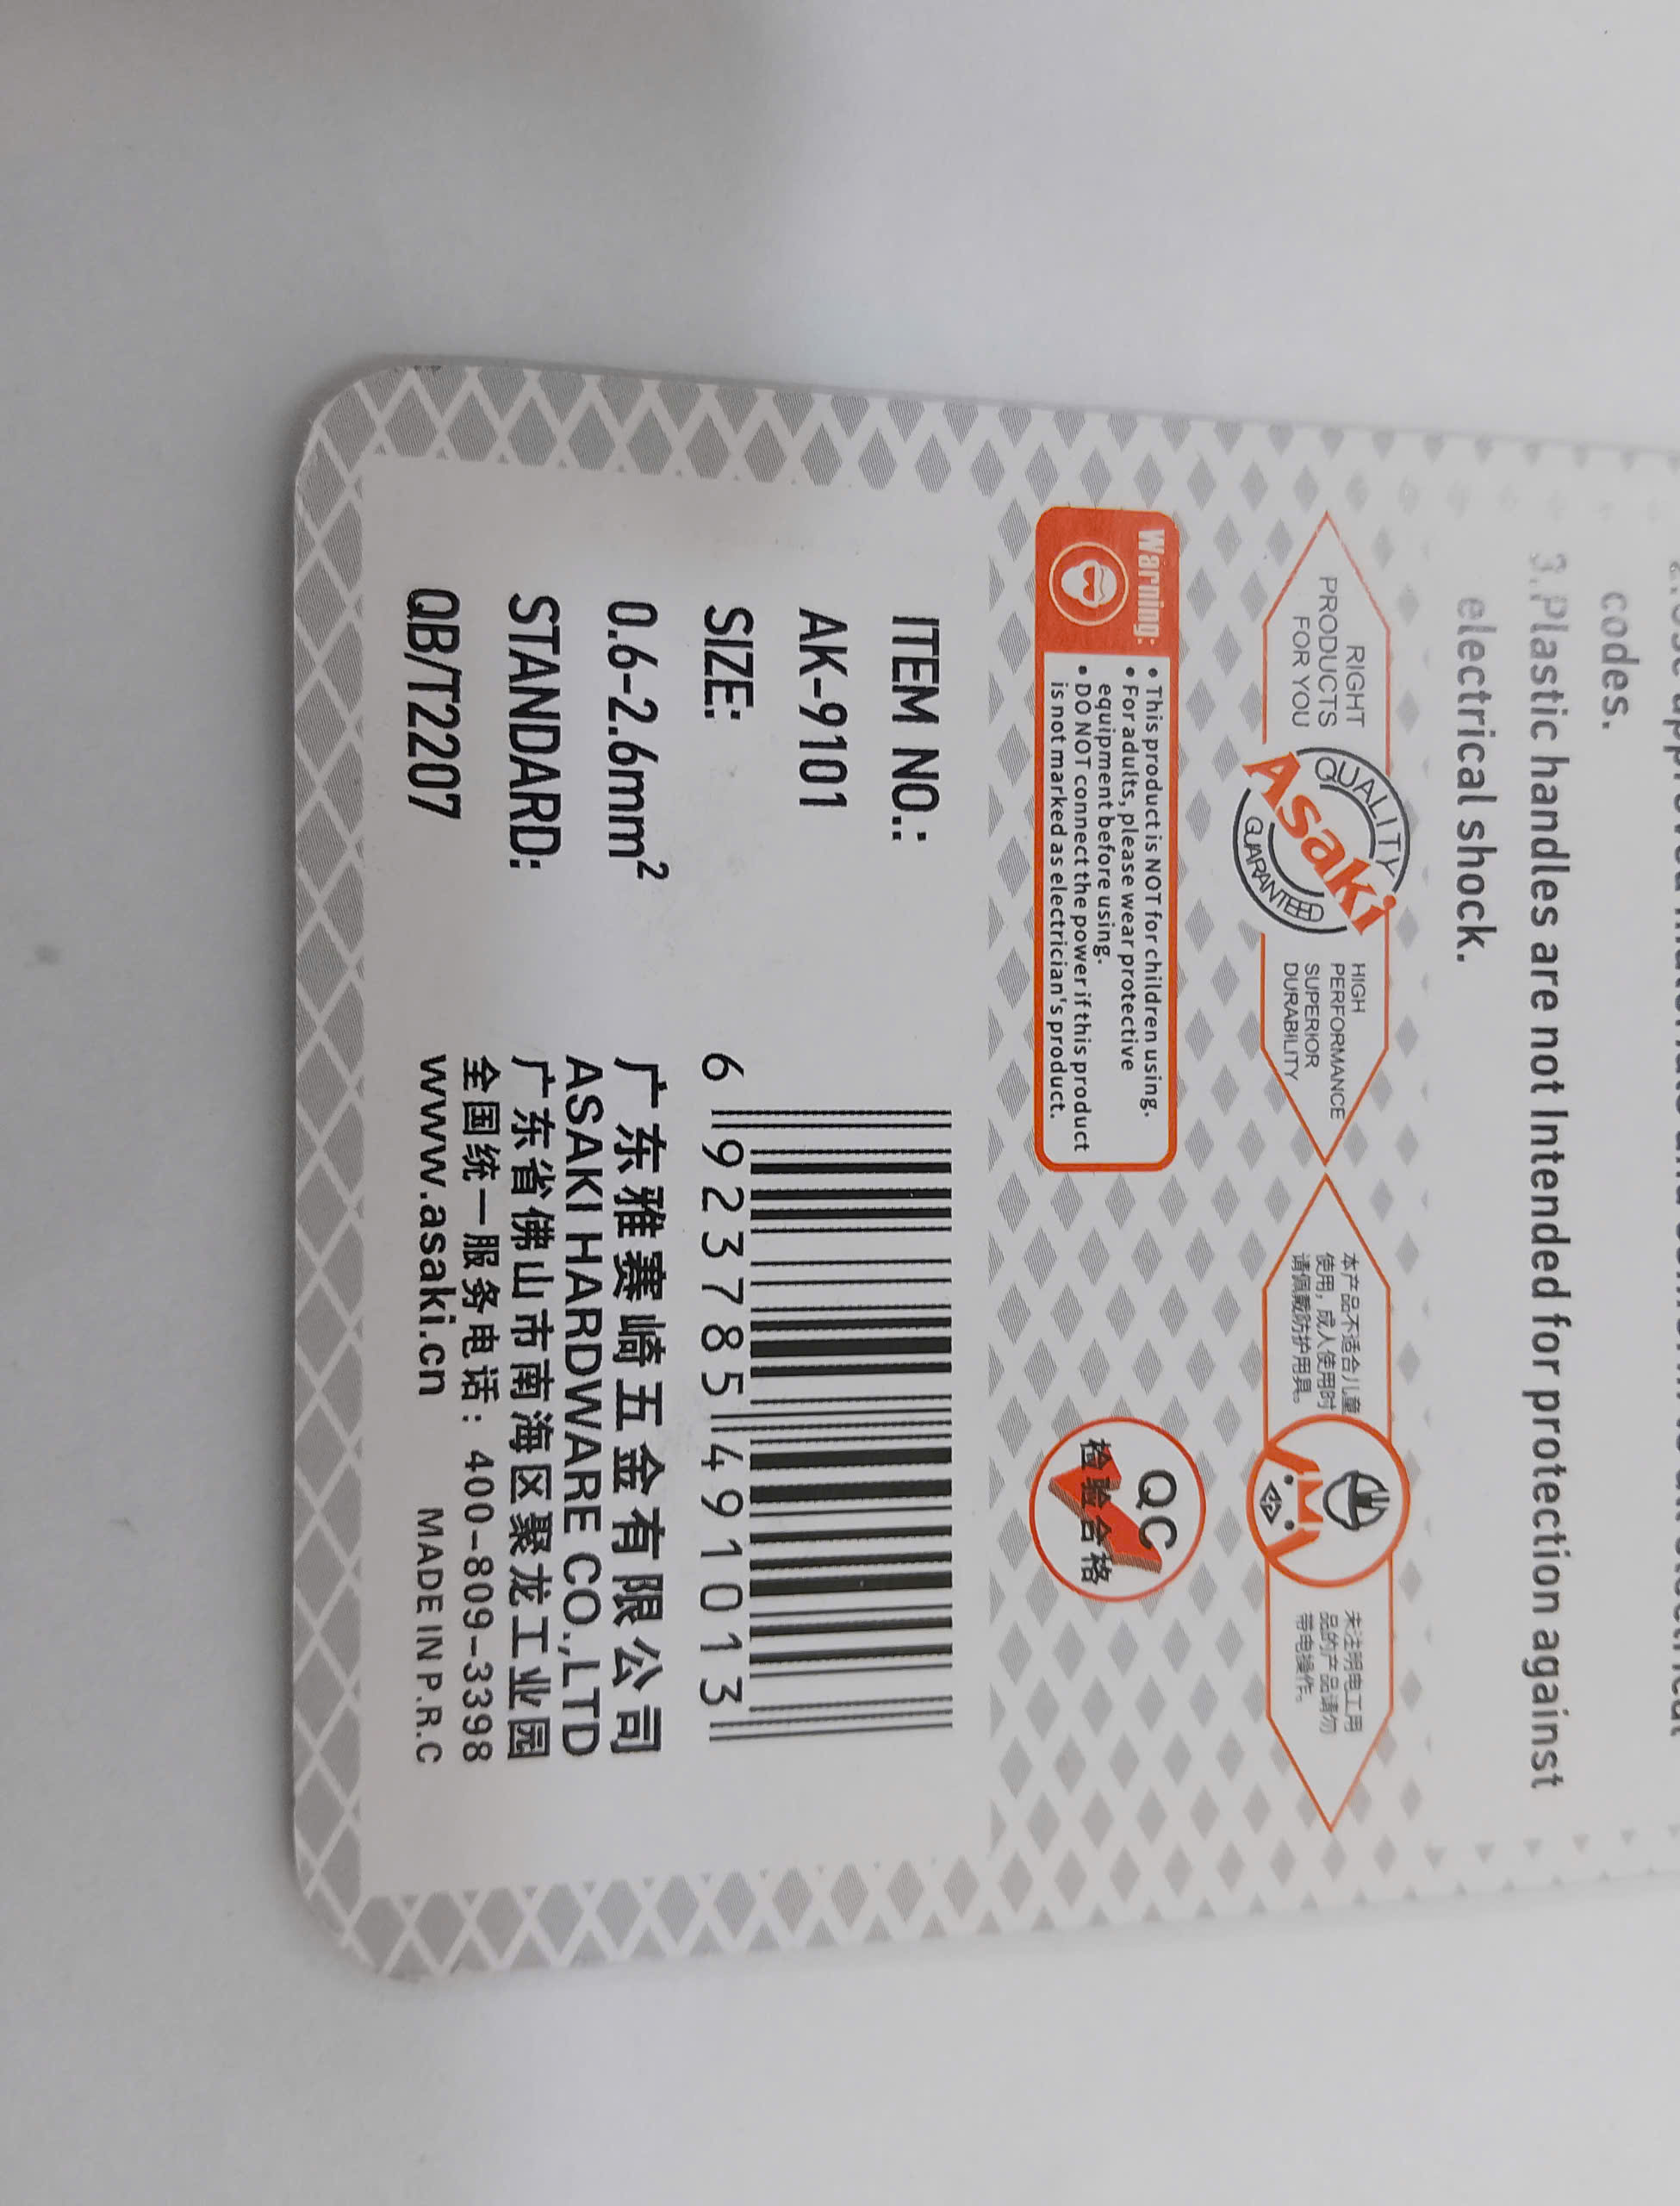 codes.
3.Plastic handles are not Intended for protection against
electrical shock.
RIGHT
PRODUCTS
FOR YOU
QUALITY
Asaki
GUARANTEED
HIGH
PERFORMANCE
SUPERIOR
DURABILITY
本产品不适合儿童
使用，成人使用时
请佩戴防护用具。
未注明电工用
品的产品请勿
带电操作。
Warning:
• This product is NOT for children using.
• For adults, please wear protective
equipment before using.
• DO NOT connect the power if this product
is not marked as electrician's product.
QC
检验合格
ITEM NO.:
AK-9101
SIZE:
0.6-2.6mm²
STANDARD:
QB/T2207
6 923785 491013
广东雅赛崎五金有限公司
ASAKI HARDWARE CO.,LTD
广东省佛山市南海区聚龙工业园
全国统一服务电话：400-809-3398
www.asaki.cn MADE IN P.R.C